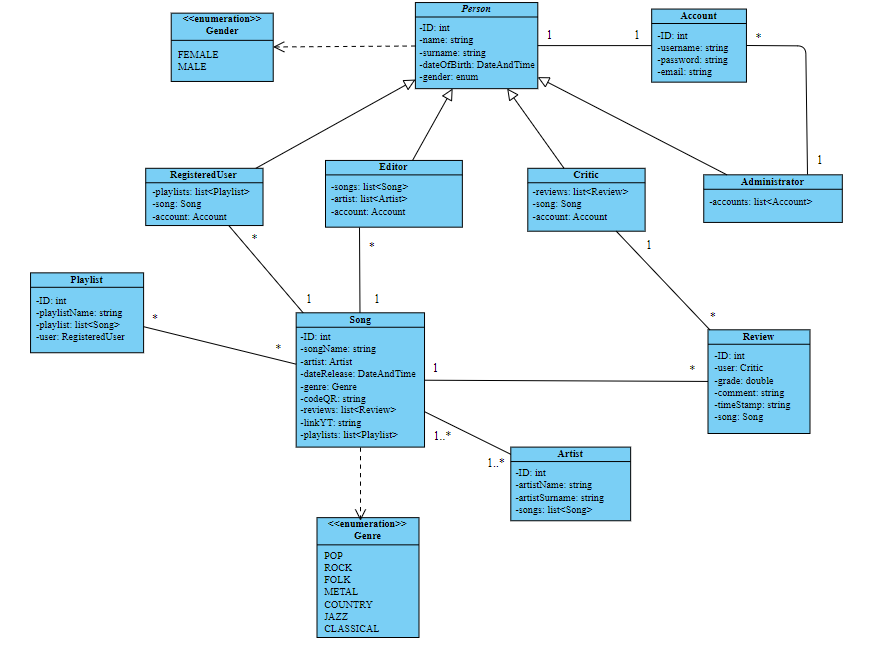 <<enumeration>>
Gender
FEMALE
MALE
Person
-ID: int
-name: string
-surname: string
-dateOfBirth: DateAndTime
-gender: enum
1
1
Account
-ID: int
-username: string
-password: string
-email: string
*
1
RegisteredUser
-playlists: list<Playlist>
-song: Song
-account: Account
Editor
-songs: list<Song>
-artist: list<Artist>
-account: Account
Critic
-reviews: list<Review>
-song: Song
-account: Account
Administrator
-accounts: list<Account>
*
1
*
1
1
*
Playlist
-ID: int
-playlistName: string
-playlist: list<Song>
-user: RegisteredUser
*
*
Song
-ID: int
-songName: string
-artist: Artist
-dateRelease: DateAndTime
-genre: Genre
-codeQR: string
-reviews: list<Review>
-linkYT: string
-playlists: list<Playlist>
1
*
Review
-ID: int
-user: Critic
-grade: double
-comment: string
-timeStamp: string
-song: Song
1..*
1..*
Artist
-ID: int
-artistName: string
-artistSurname: string
-songs: list<Song>
<<enumeration>>
Genre
POP
ROCK
FOLK
METAL
COUNTRY
JAZZ
CLASSICAL